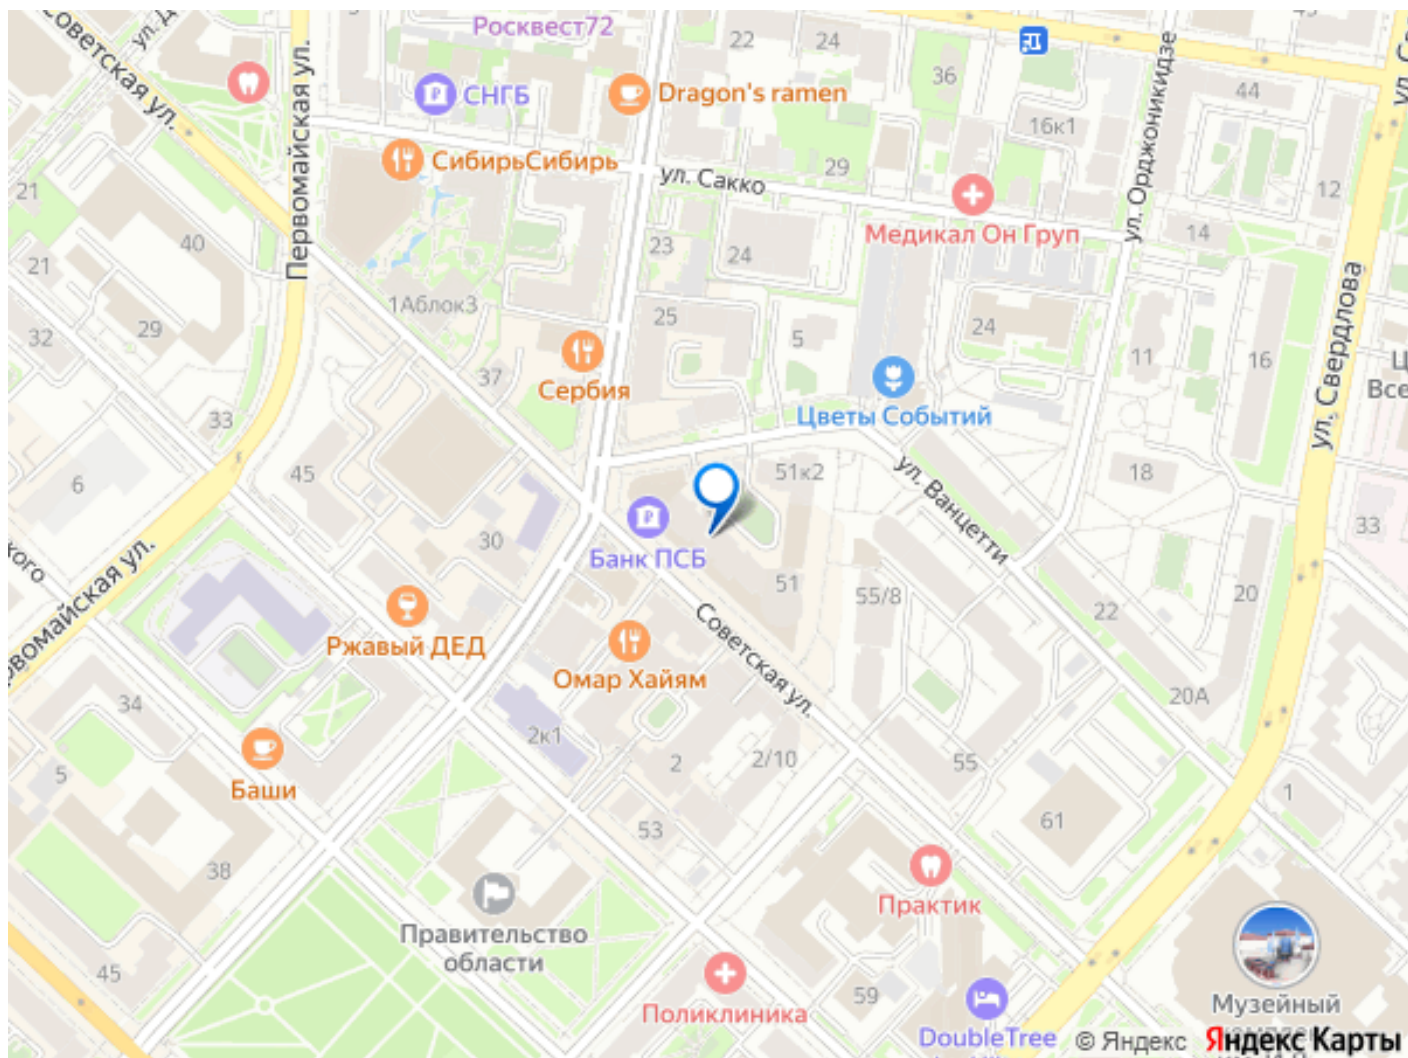 Росквест72
Советская ул.
Первомайская ул.
СНГБ
Dragon's ramen
22
24
36
44
16к1
ул. Орджоникидзе
СибирьСибирь
ул. Сакко
29
12
21
Медикал Он Груп
14
40
23
24
21
1Аблок3
25
24
29
32
5
11
16
ул. Свердлова
Сербия
37
Цветы Событий
33
45
6
51к2
18
ул. Ванцетти
33
30
Банк ПСБ
51
55/8
20
22
Первомайская ул.
Ржавый ДЕД
Омар Хайям
Советская ул.
34
20А
2к1
2
2/10
55
5
Баши
1
53
61
38
Практик
Правительство
области
45
Поликлиника
59
DoubleTree
Музейный
© Яндекс
Яндекс Карты